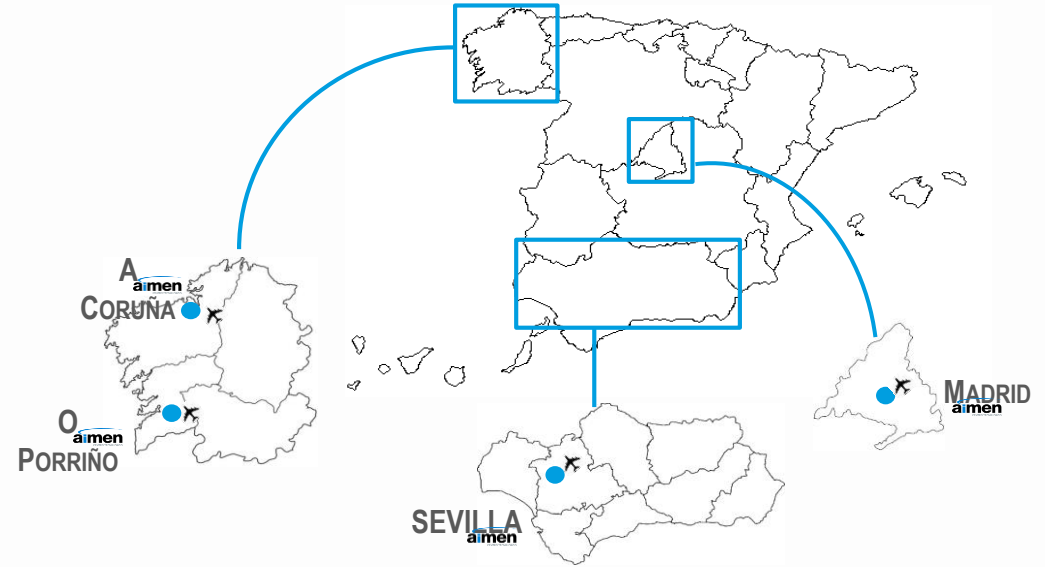 A
aimen
CORUÑA
O
aimen
PORRIÑO
SEVILLA
aimen
MADRID
aimen